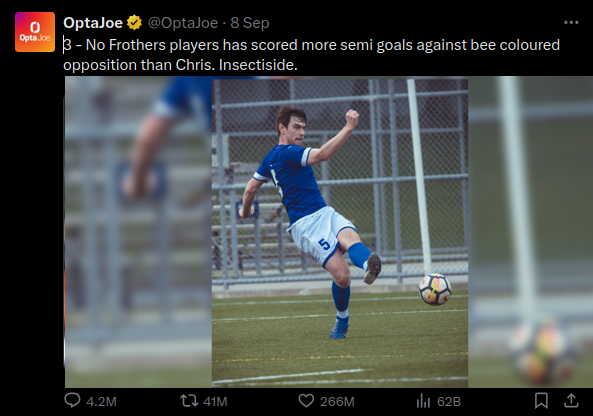 OptaJoe @OptaJoe · 8 Sep
Opta Joe
3 - No Frothers players has scored more semi goals against bee coloured
opposition than Chris. Insectiside.
5
4.2M 41M 266M 62B